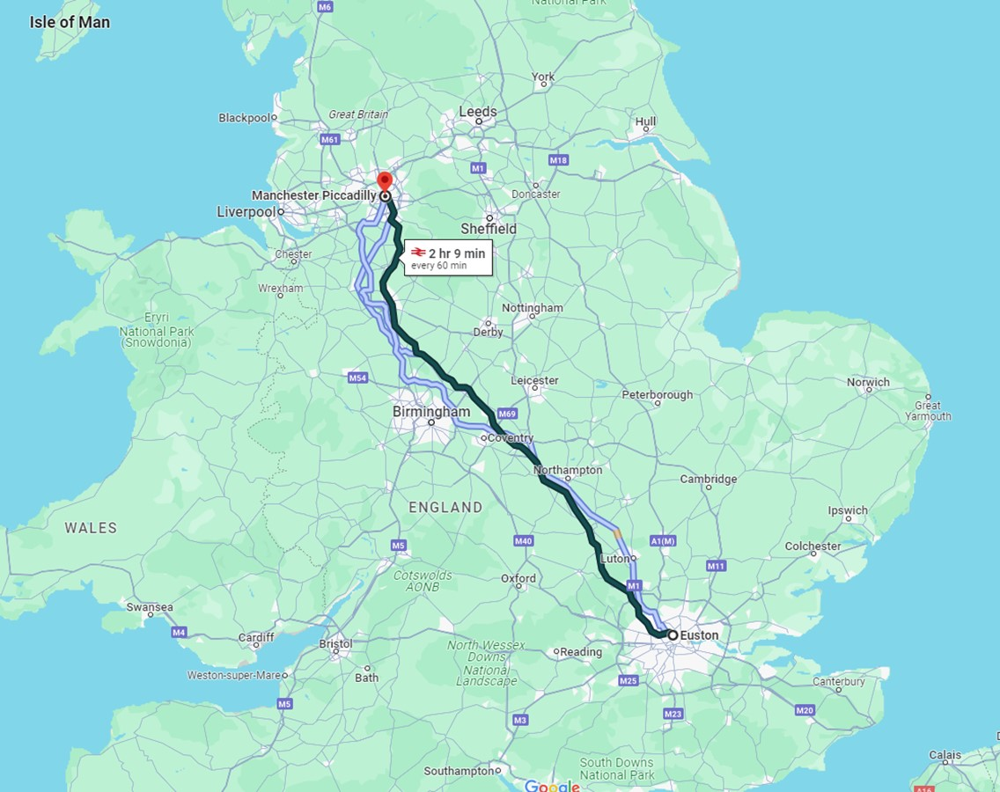 National Park
M6
Isle of Man
York
Leeds
Great Britain
Blackpool
Hull
M61
M18
M1
Manchester Piccadilly
Doncaster
Liverpool
Sheffield
2 hr 9 min
every 60 min
Chester
Wrexham
Nottingham
Eryri
National Park
(Snowdonia)
Derby
M54
Leicester
Norwich
Peterborough
Great
Yarmouth
Birmingham
M69
Coventry
Northampton
Cambridge
ENGLAND
Ipswich
WALES
M5
M40
A1(M)
Colchester
Luton
M11
Cotswolds
AONB
Oxford
M1
Swansea
M4
Cardiff
Bristol
Euston
North Wessex
Downs
National
Landscape
Reading
Weston-super-Mare
Bath
M25
Canterbury
M5
M23
M20
M3
Calais
Southampton
South Downs
National Park
Google
A16